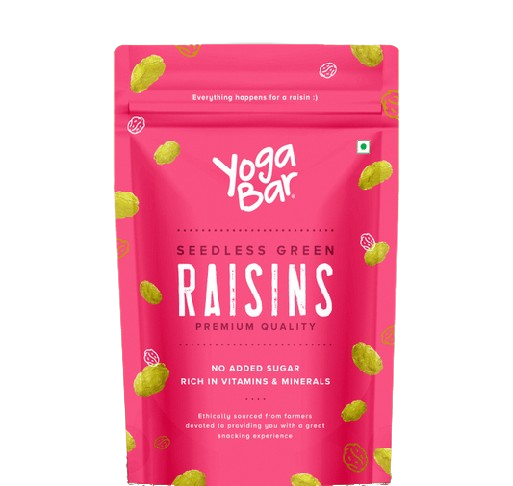 Everything happens for a raisin :)
Yoga
Bar
SEEDLESS GREEN
RAISINS
PREMIUM QUALITY
NO ADDED SUGAR
RICH IN VITAMINS & MINERALS
Ethically sourced from farmers
devoted to providing you with a great
snacking experience